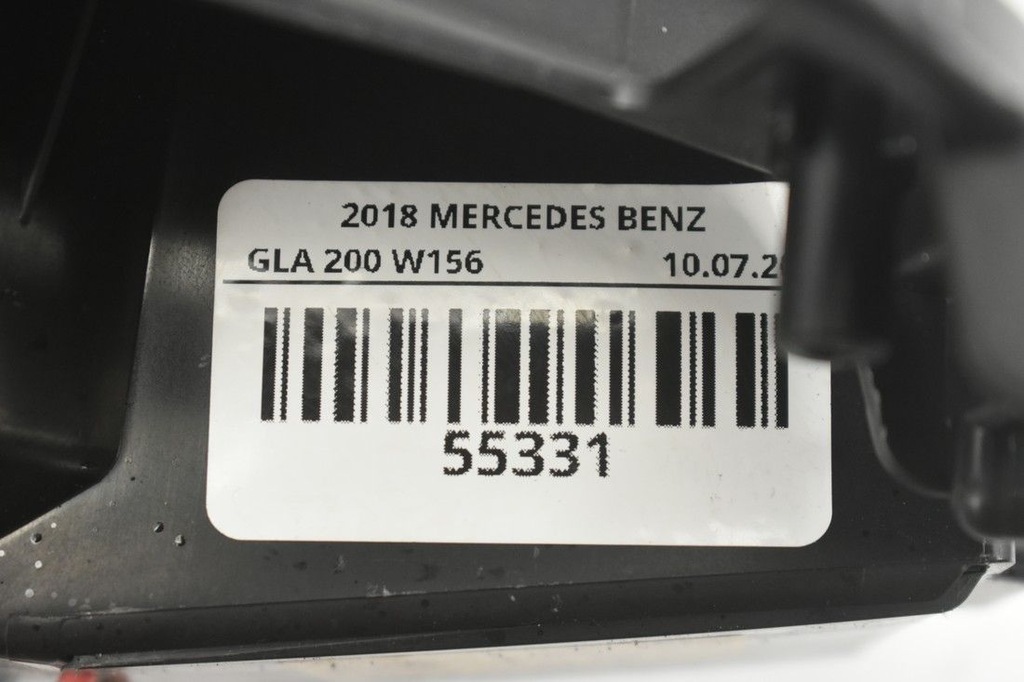 2018 MERCEDES BENZ
GLA 200 W156
10.07.2
55331